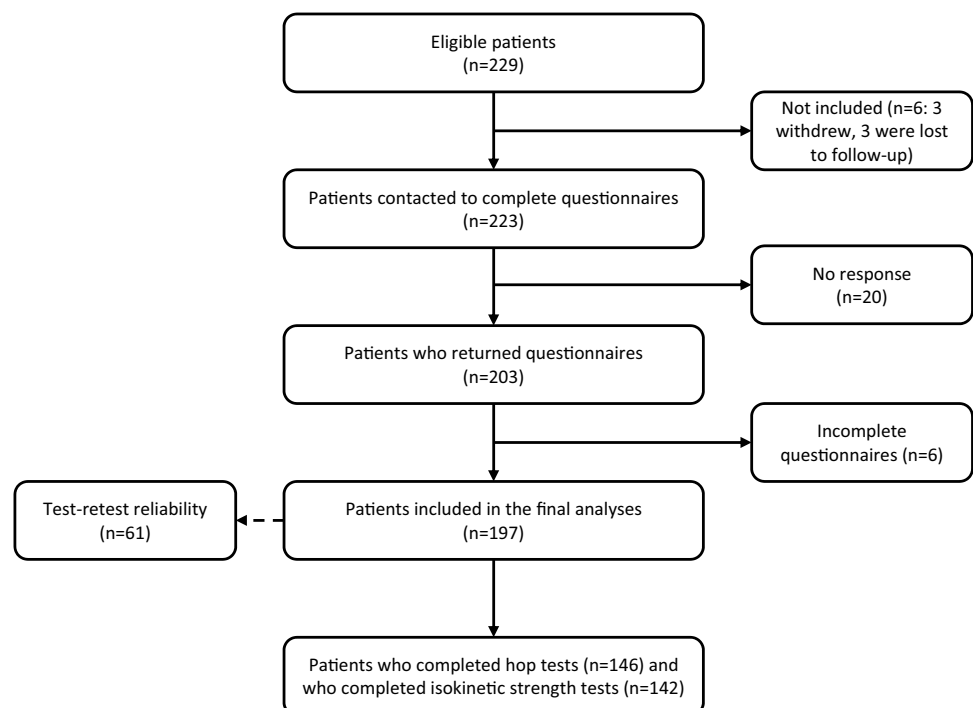 Eligible patients
(n=229)
Not included (n=6: 3
withdrew, 3 were lost
to follow-up)
Patients contacted to complete questionnaires
(n=223)
No response
(n=20)
Patients who returned questionnaires
(n=203)
Incomplete
questionnaires (n=6)
Test-retest reliability
(n=61)
Patients included in the final analyses
(n=197)
Patients who completed hop tests (n=146) and
who completed isokinetic strength tests (n=142)